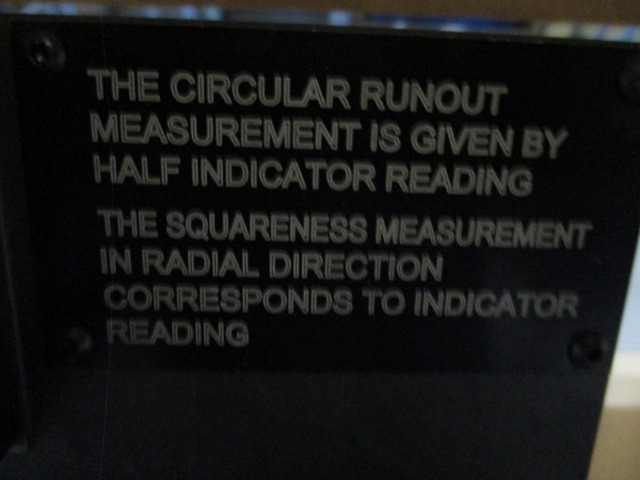 THE CIRCULAR RUNOUT
MEASUREMENT IS GIVEN BY
HALF INDICATOR READING
THE SQUARENESS MEASUREMENT
IN RADIAL DIRECTION
CORRESPONDS TO INDICATOR
READING